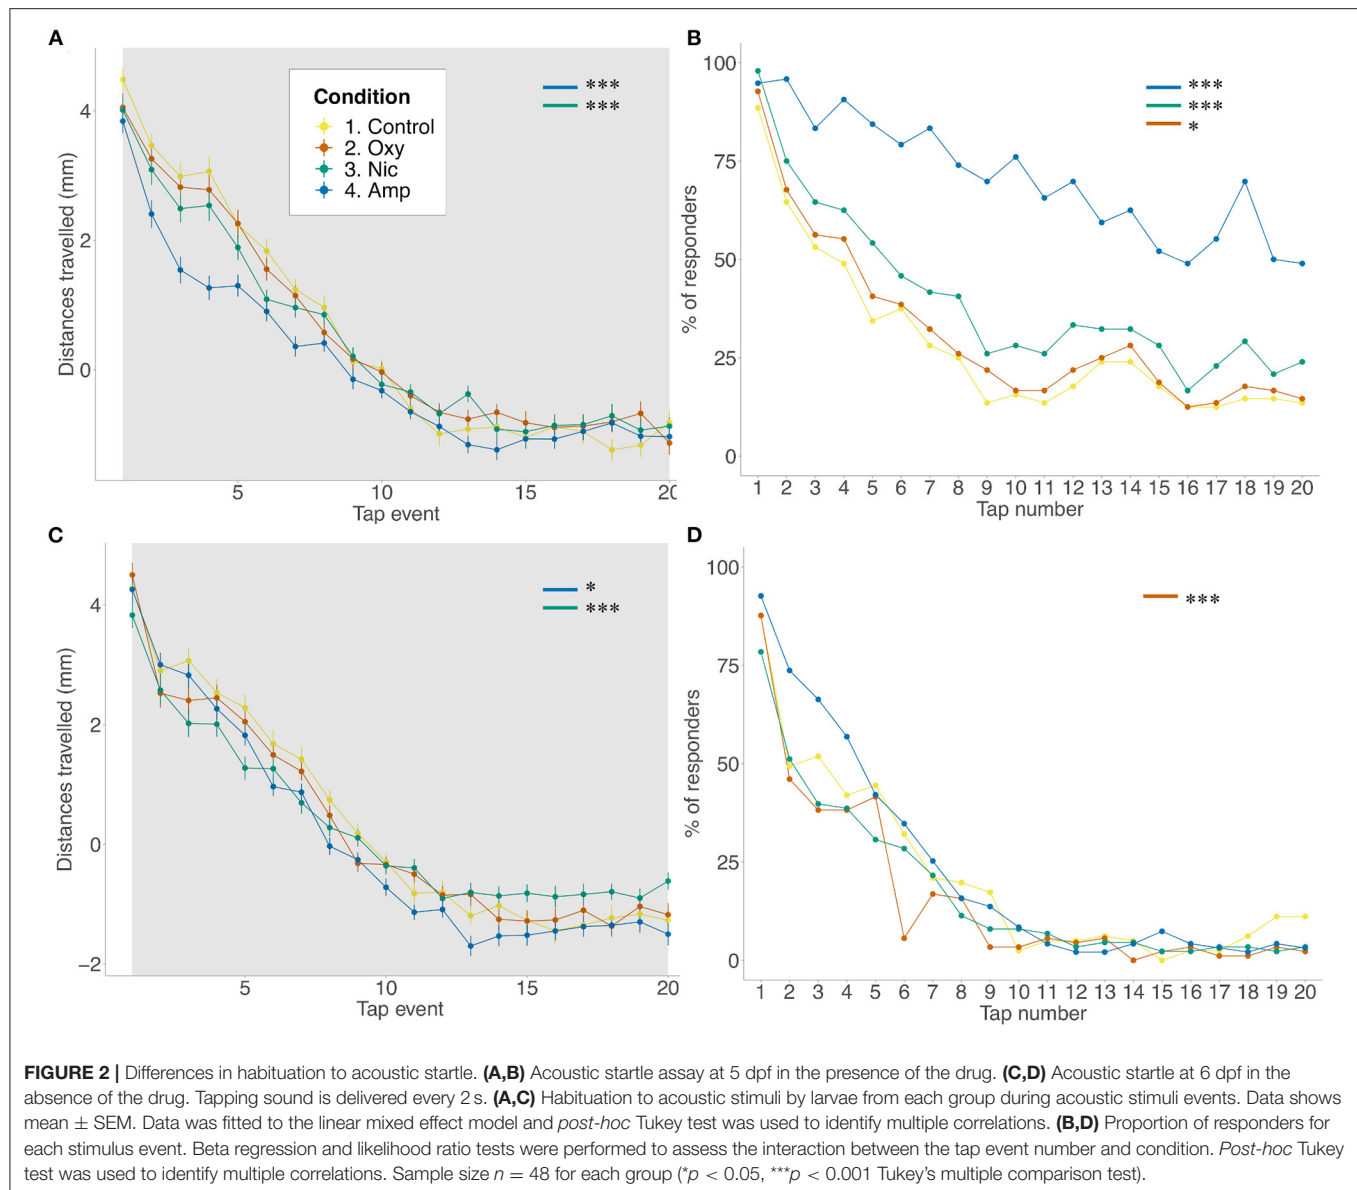 A
Distances travelled (mm)
4
2
0
Condition
1. Control
2. Oxy
3. Nic
4. Amp
***
***
5
10
15
20
Tap event
B
% of responders
100
75
50
25
0
***
***
*
1 2 3 4 5 6 7 8 9 10 11 12 13 14 15 16 17 18 19 20
Tap number
C
Distances travelled (mm)
4
2
0
−2
*
***
5
10
15
20
Tap event
D
% of responders
100
75
50
25
0
***
1 2 3 4 5 6 7 8 9 10 11 12 13 14 15 16 17 18 19 20
Tap number
FIGURE 2 | Differences in habituation to acoustic startle. (A,B) Acoustic startle assay at 5 dpf in the presence of the drug. (C,D) Acoustic startle at 6 dpf in the
absence of the drug. Tapping sound is delivered every 2 s. (A,C) Habituation to acoustic stimuli by larvae from each group during acoustic stimuli events. Data shows
mean ± SEM. Data was fitted to the linear mixed effect model and post-hoc Tukey test was used to identify multiple correlations. (B,D) Proportion of responders for
each stimulus event. Beta regression and likelihood ratio tests were performed to assess the interaction between the tap event number and condition. Post-hoc Tukey
test was used to identify multiple correlations. Sample size n = 48 for each group (*p < 0.05, ***p < 0.001 Tukey's multiple comparison test).